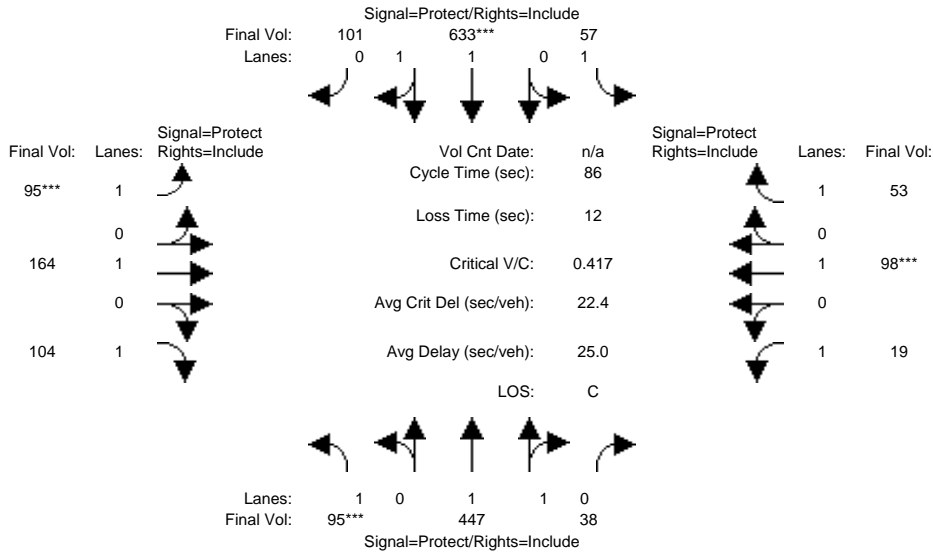 Signal=Protect/Rights=Include
Final Vol: 101 633*** 57
Lanes: 0 1 1 0 1
Signal=Protect Signal=Protect
Final Vol: Lanes: Rights=Include Vol Cnt Date: n/a Rights=Include Lanes: Final Vol:
Cycle Time (sec): 86
95*** 1 1 53
Loss Time (sec): 12
0 0
164 1 Critical V/C: 0.417 1 98***
0 Avg Crit Del (sec/veh): 22.4 0
104 1 Avg Delay (sec/veh): 25.0 1 19
LOS: C
Lanes: 1 0 1 1 0
Final Vol: 95*** 447 38
Signal=Protect/Rights=Include